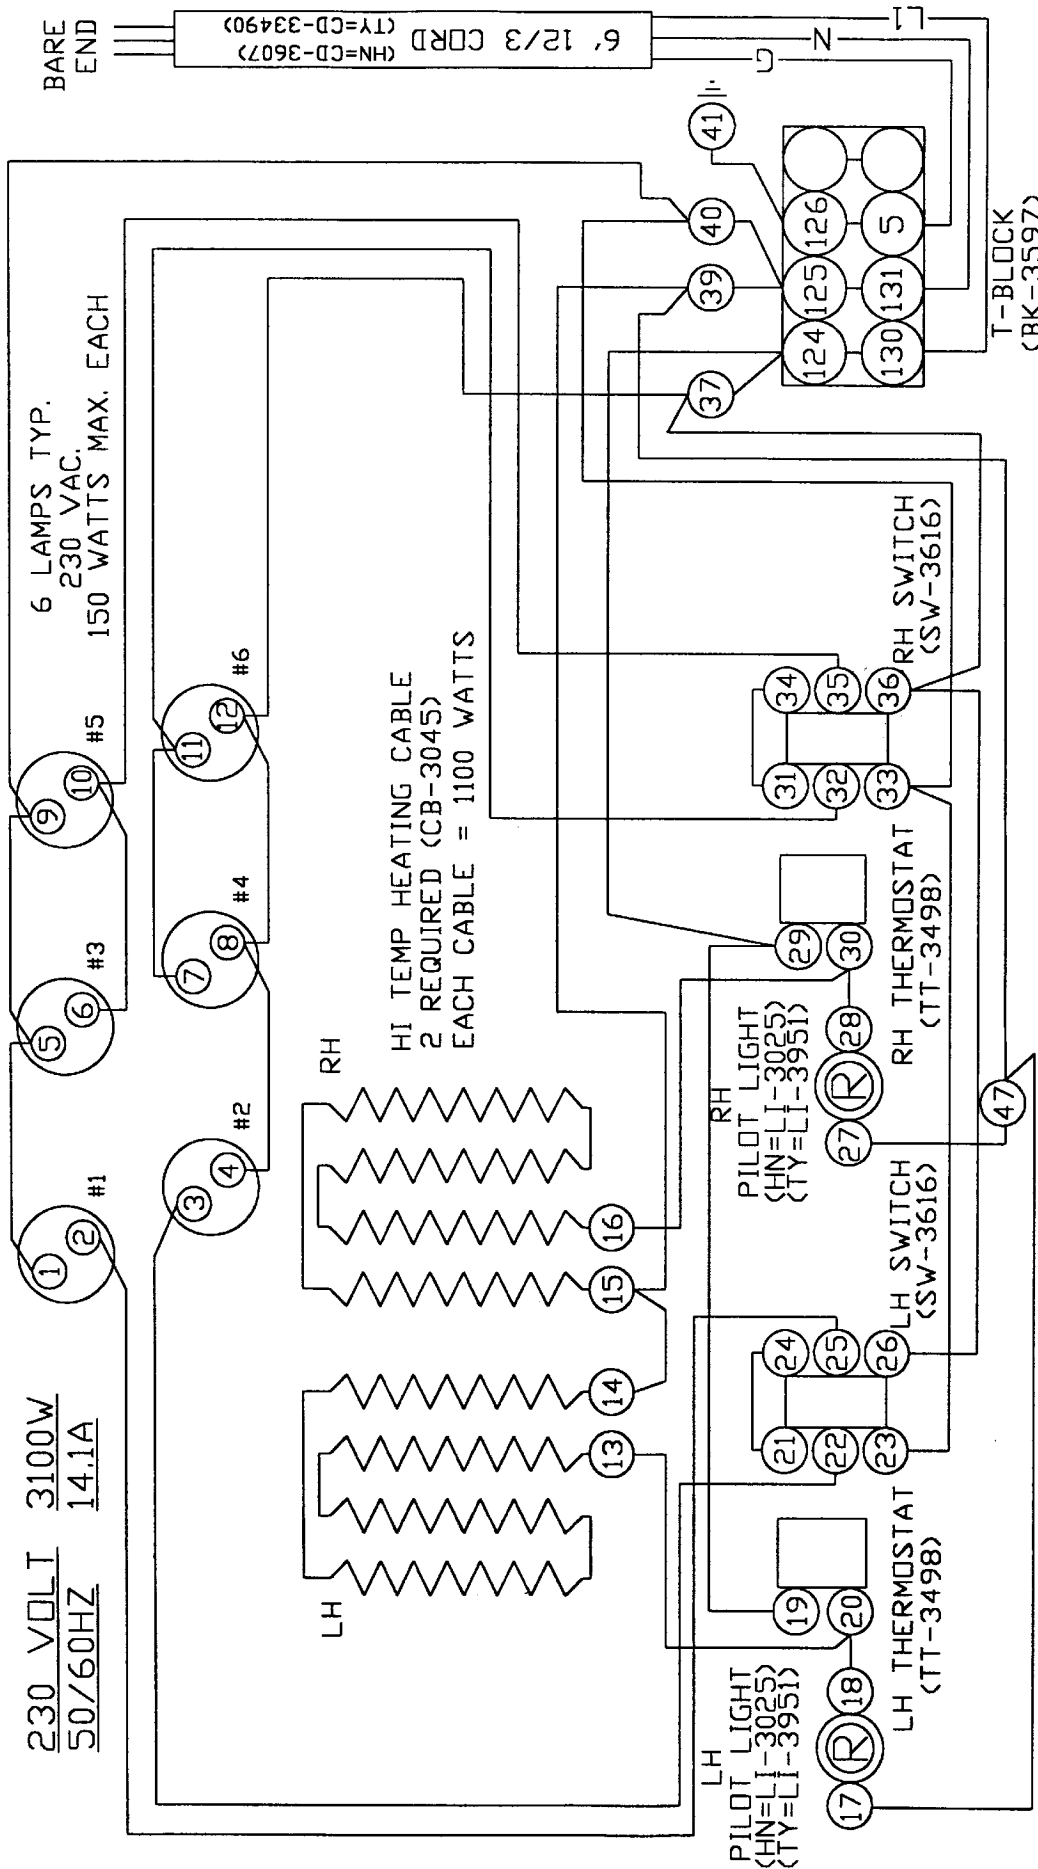 230 VOLT 3100W
50/60HZ 14.1A
6 LAMPS TYP.
230 VAC.
150 WATTS MAX. EACH
BARE
END
6' 12/3 CORD
(HN=CD-3607)
(TY=CD-33490)
L1
N
G
1
2
#1
5
6
#3
9
10
#5
3
4
#2
7
8
#4
11
12
#6
LH
RH
HI TEMP HEATING CABLE
2 REQUIRED (CB-3045)
EACH CABLE = 1100 WATTS
13
14
15
16
37
39
40
41
124
125
126
130
131
5
T-BLOCK
(BK-3597)
LH
PILOT LIGHT
(HN=LI-3025)
(TY=LI-3951)
17
R
18
19
20
LH THERMOSTAT
(TT-3498)
21
22
23
24
25
26
LH SWITCH
(SW-3616)
RH
PILOT LIGHT
(HN=LI-3025)
(TY=LI-3951)
27
R
28
29
30
RH THERMOSTAT
(TT-3498)
31
32
33
34
35
36
RH SWITCH
(SW-3616)
47